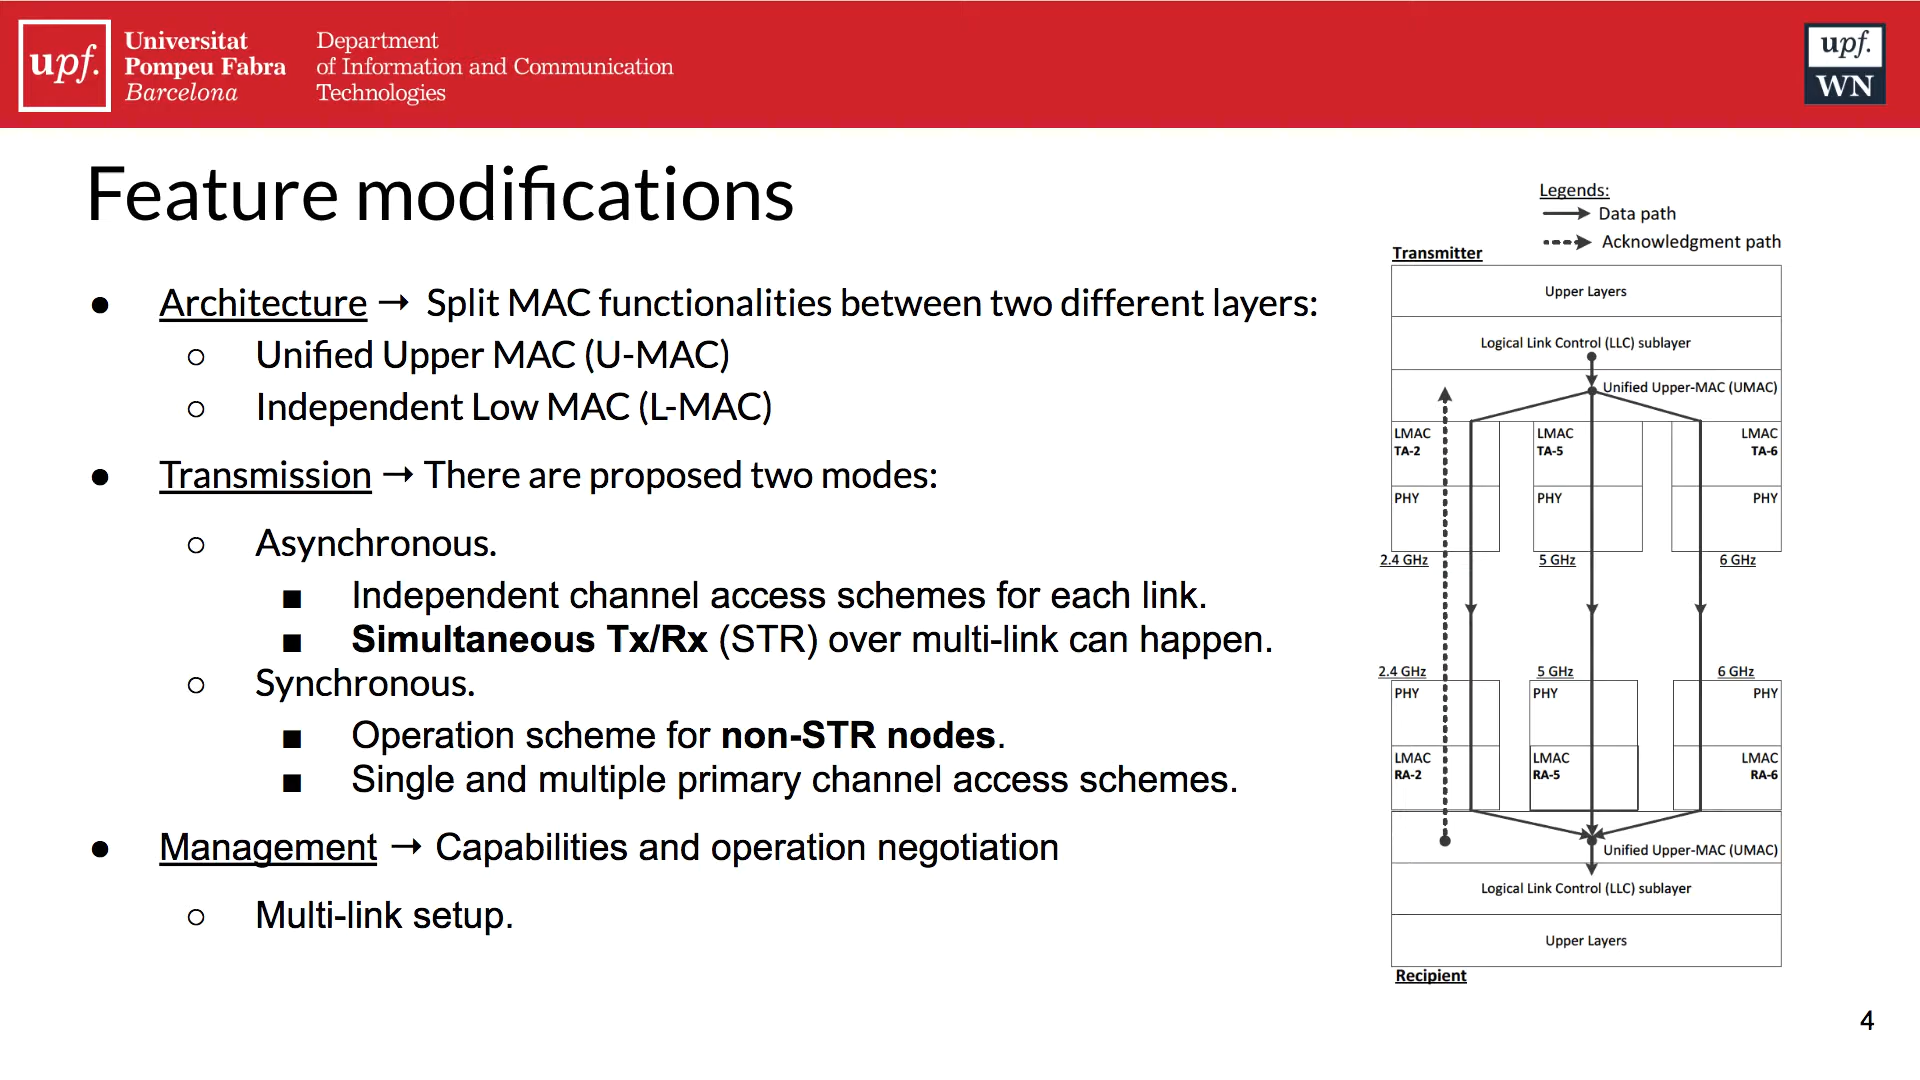 upf.
Universitat
Pompeu Fabra
Barcelona
Department
of Information and Communication
Technologies
upf.
WN
Feature modifications
● Architecture → Split MAC functionalities between two different layers:
○ Unified Upper MAC (U-MAC)
○ Independent Low MAC (L-MAC)
● Transmission → There are proposed two modes:
○ Asynchronous.
■ Independent channel access schemes for each link.
■ Simultaneous Tx/Rx (STR) over multi-link can happen.
○ Synchronous.
■ Operation scheme for non-STR nodes.
■ Single and multiple primary channel access schemes.
● Management → Capabilities and operation negotiation
○ Multi-link setup.
Legends:
Data path
Acknowledgment path
Transmitter
Upper Layers
Logical Link Control (LLC) sublayer
Unified Upper-MAC (UMAC)
LMAC LMAC LMAC
TA-2 TA-5 TA-6
PHY PHY PHY
2.4 GHz 5 GHz 6 GHz
2.4 GHz 5 GHz 6 GHz
PHY PHY PHY
LMAC LMAC LMAC
RA-2 RA-5 RA-6
Unified Upper-MAC (UMAC)
Logical Link Control (LLC) sublayer
Upper Layers
Recipient
4